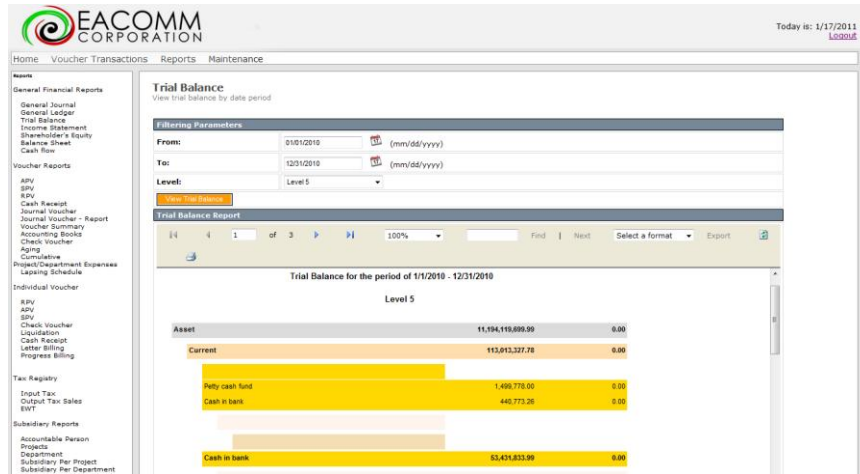 EACOMM
CORPORATION
Today is: 1/17/2011
Logout
Home Voucher Transactions Reports Maintenance
Reports
General Financial Reports
General Journal
General Ledger
Trial Balance
Income Statement
Shareholder's Equity
Balance Sheet
Cash flow
Voucher Reports
APV
SPV
RPV
Cash Receipt
Journal Voucher
Journal Voucher - Report
Voucher Summary
Accounting Books
Check Voucher
Aging
Cumulative
Project/Department Expenses
Lapsing Schedule
Individual Voucher
RPV
APV
SPV
Check Voucher
Liquidation
Cash Receipt
Letter Billing
Progress Billing
Tax Registry
Input Tax
Output Tax Sales
EWT
Subsidiary Reports
Accountable Person
Projects
Department
Subsidiary Per Project
Subsidiary Per Department
Trial Balance
View trial balance by date period
Filtering Parameters
From: 01/01/2010 (mm/dd/yyyy)
To: 12/31/2010 (mm/dd/yyyy)
Level: Level 5
View Trial Balance
Trial Balance Report
1 of 3 100% Find | Next Select a format Export
Trial Balance for the period of 1/1/2010 - 12/31/2010
Level 5
Asset 11,194,119,699.99 0.00
Current 113,013,327.78 0.00
Petty cash fund 1,499,778.00 0.00
Cash in bank 440,773.26 0.00
Cash in bank 53,431,833.99 0.00